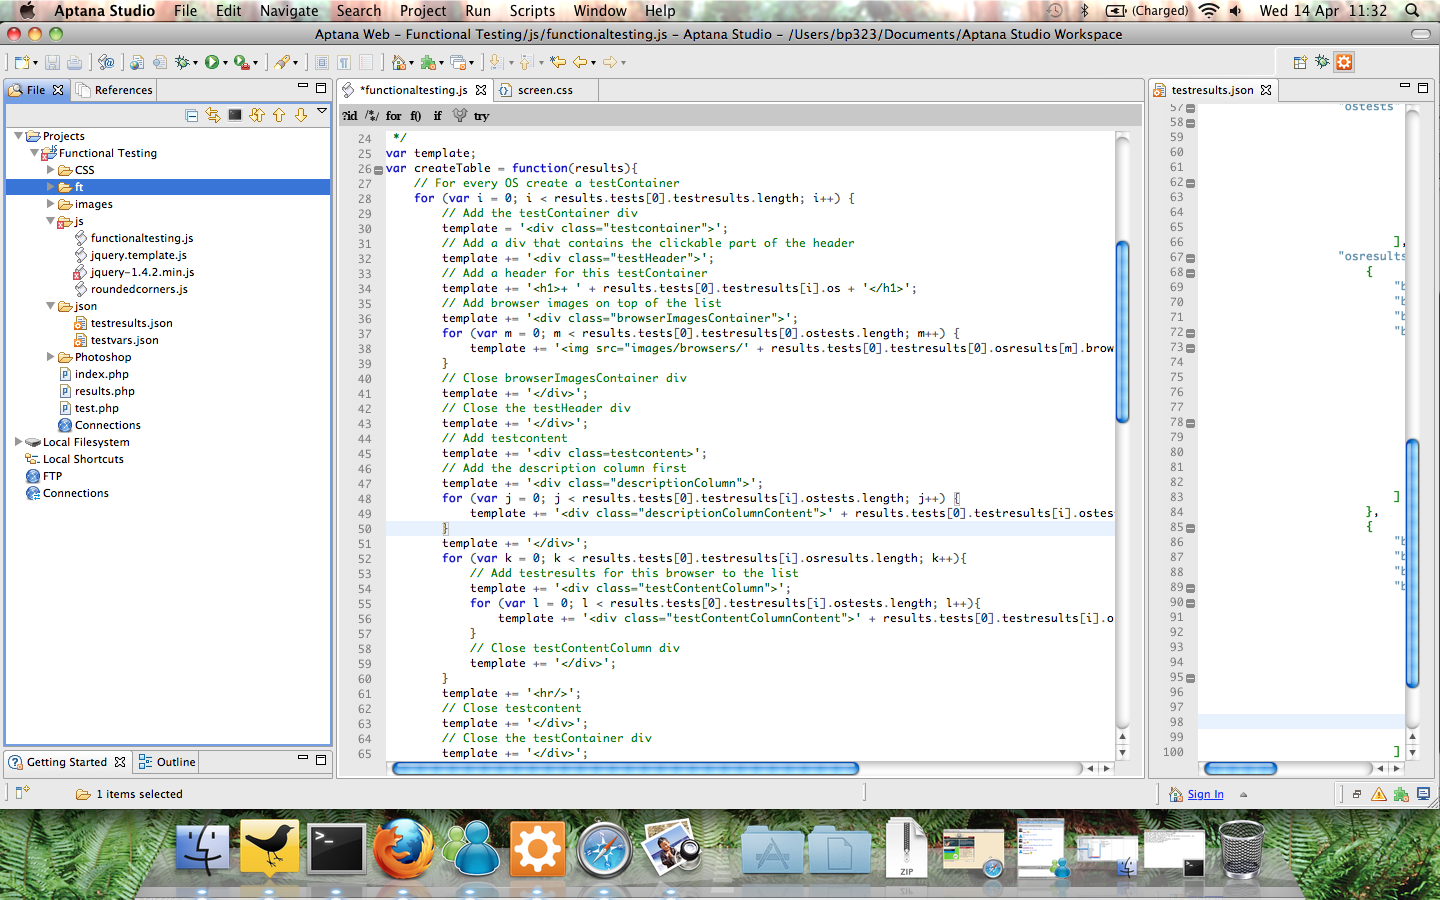 Aptana Studio File Edit Navigate Search Project Run Scripts Window Help (Charged) Wed 14 Apr 11:32
Aptana Web - Functional Testing/js/functionaltesting.js - Aptana Studio - /Users/bp323/Documents/Aptana Studio Workspace
File References
Projects
Functional Testing
CSS
ft
images
js
functionaltesting.js
jquery.template.js
jquery-1.4.2.min.js
roundedcorners.js
json
testresults.json
testvars.json
Photoshop
index.php
results.php
test.php
Connections
Local Filesystem
Local Shortcuts
FTP
Connections
Getting Started Outline
*functionaltesting.js screen.css
?id /*/ for f() if try
24 */
25 var template;
26 var createTable = function(results){
27 // For every OS create a testContainer
28 for (var i = 0; i < results.tests[0].testresults.length; i++) {
29 // Add the testContainer div
30 template = '<div class="testcontainer">';
31 // Add a div that contains the clickable part of the header
32 template += '<div class="testHeader">';
33 // Add a header for this testContainer
34 template += '<h1>+ ' + results.tests[0].testresults[i].os + '</h1>';
35 // Add browser images on top of the list
36 template += '<div class="browserImagesContainer">';
37 for (var m = 0; m < results.tests[0].testresults[0].ostests.length; m++) {
38 template += '<img src="images/browsers/' + results.tests[0].testresults[0].osresults[m].brow
39 }
40 // Close browserImagesContainer div
41 template += '</div>';
42 // Close the testHeader div
43 template += '</div>';
44 // Add testcontent
45 template += '<div class=testcontent>';
46 // Add the description column first
47 template += '<div class="descriptionColumn">';
48 for (var j = 0; j < results.tests[0].testresults[i].ostests.length; j++) {
49 template += '<div class="descriptionColumnContent">' + results.tests[0].testresults[i].ostes
50 }
51 template += '</div>';
52 for (var k = 0; k < results.tests[0].testresults[i].osresults.length; k++){
53 // Add testresults for this browser to the list
54 template += '<div class="testContentColumn">';
55 for (var l = 0; l < results.tests[0].testresults[i].ostests.length; l++){
56 template += '<div class="testContentColumnContent">' + results.tests[0].testresults[i].o
57 }
58 // Close testContentColumn div
59 template += '</div>';
60 }
61 template += '<hr/>';
62 // Close testcontent
63 template += '</div>';
64 // Close the testContainer div
65 template += '</div>';
testresults.json
57 "ostests"
58
59
60
61
62
63
64
65
66 ],
67 "osresults
68 {
69 "b
70 "b
71 "b
72 "b
73
74
75
76
77
78
79
80
81
82
83 ]
84 },
85 {
86 "b
87 "b
88 "b
89 "b
90
91
92
93
94
95
96
97
98
99
100 ]
1 items selected
Sign In
ZIP